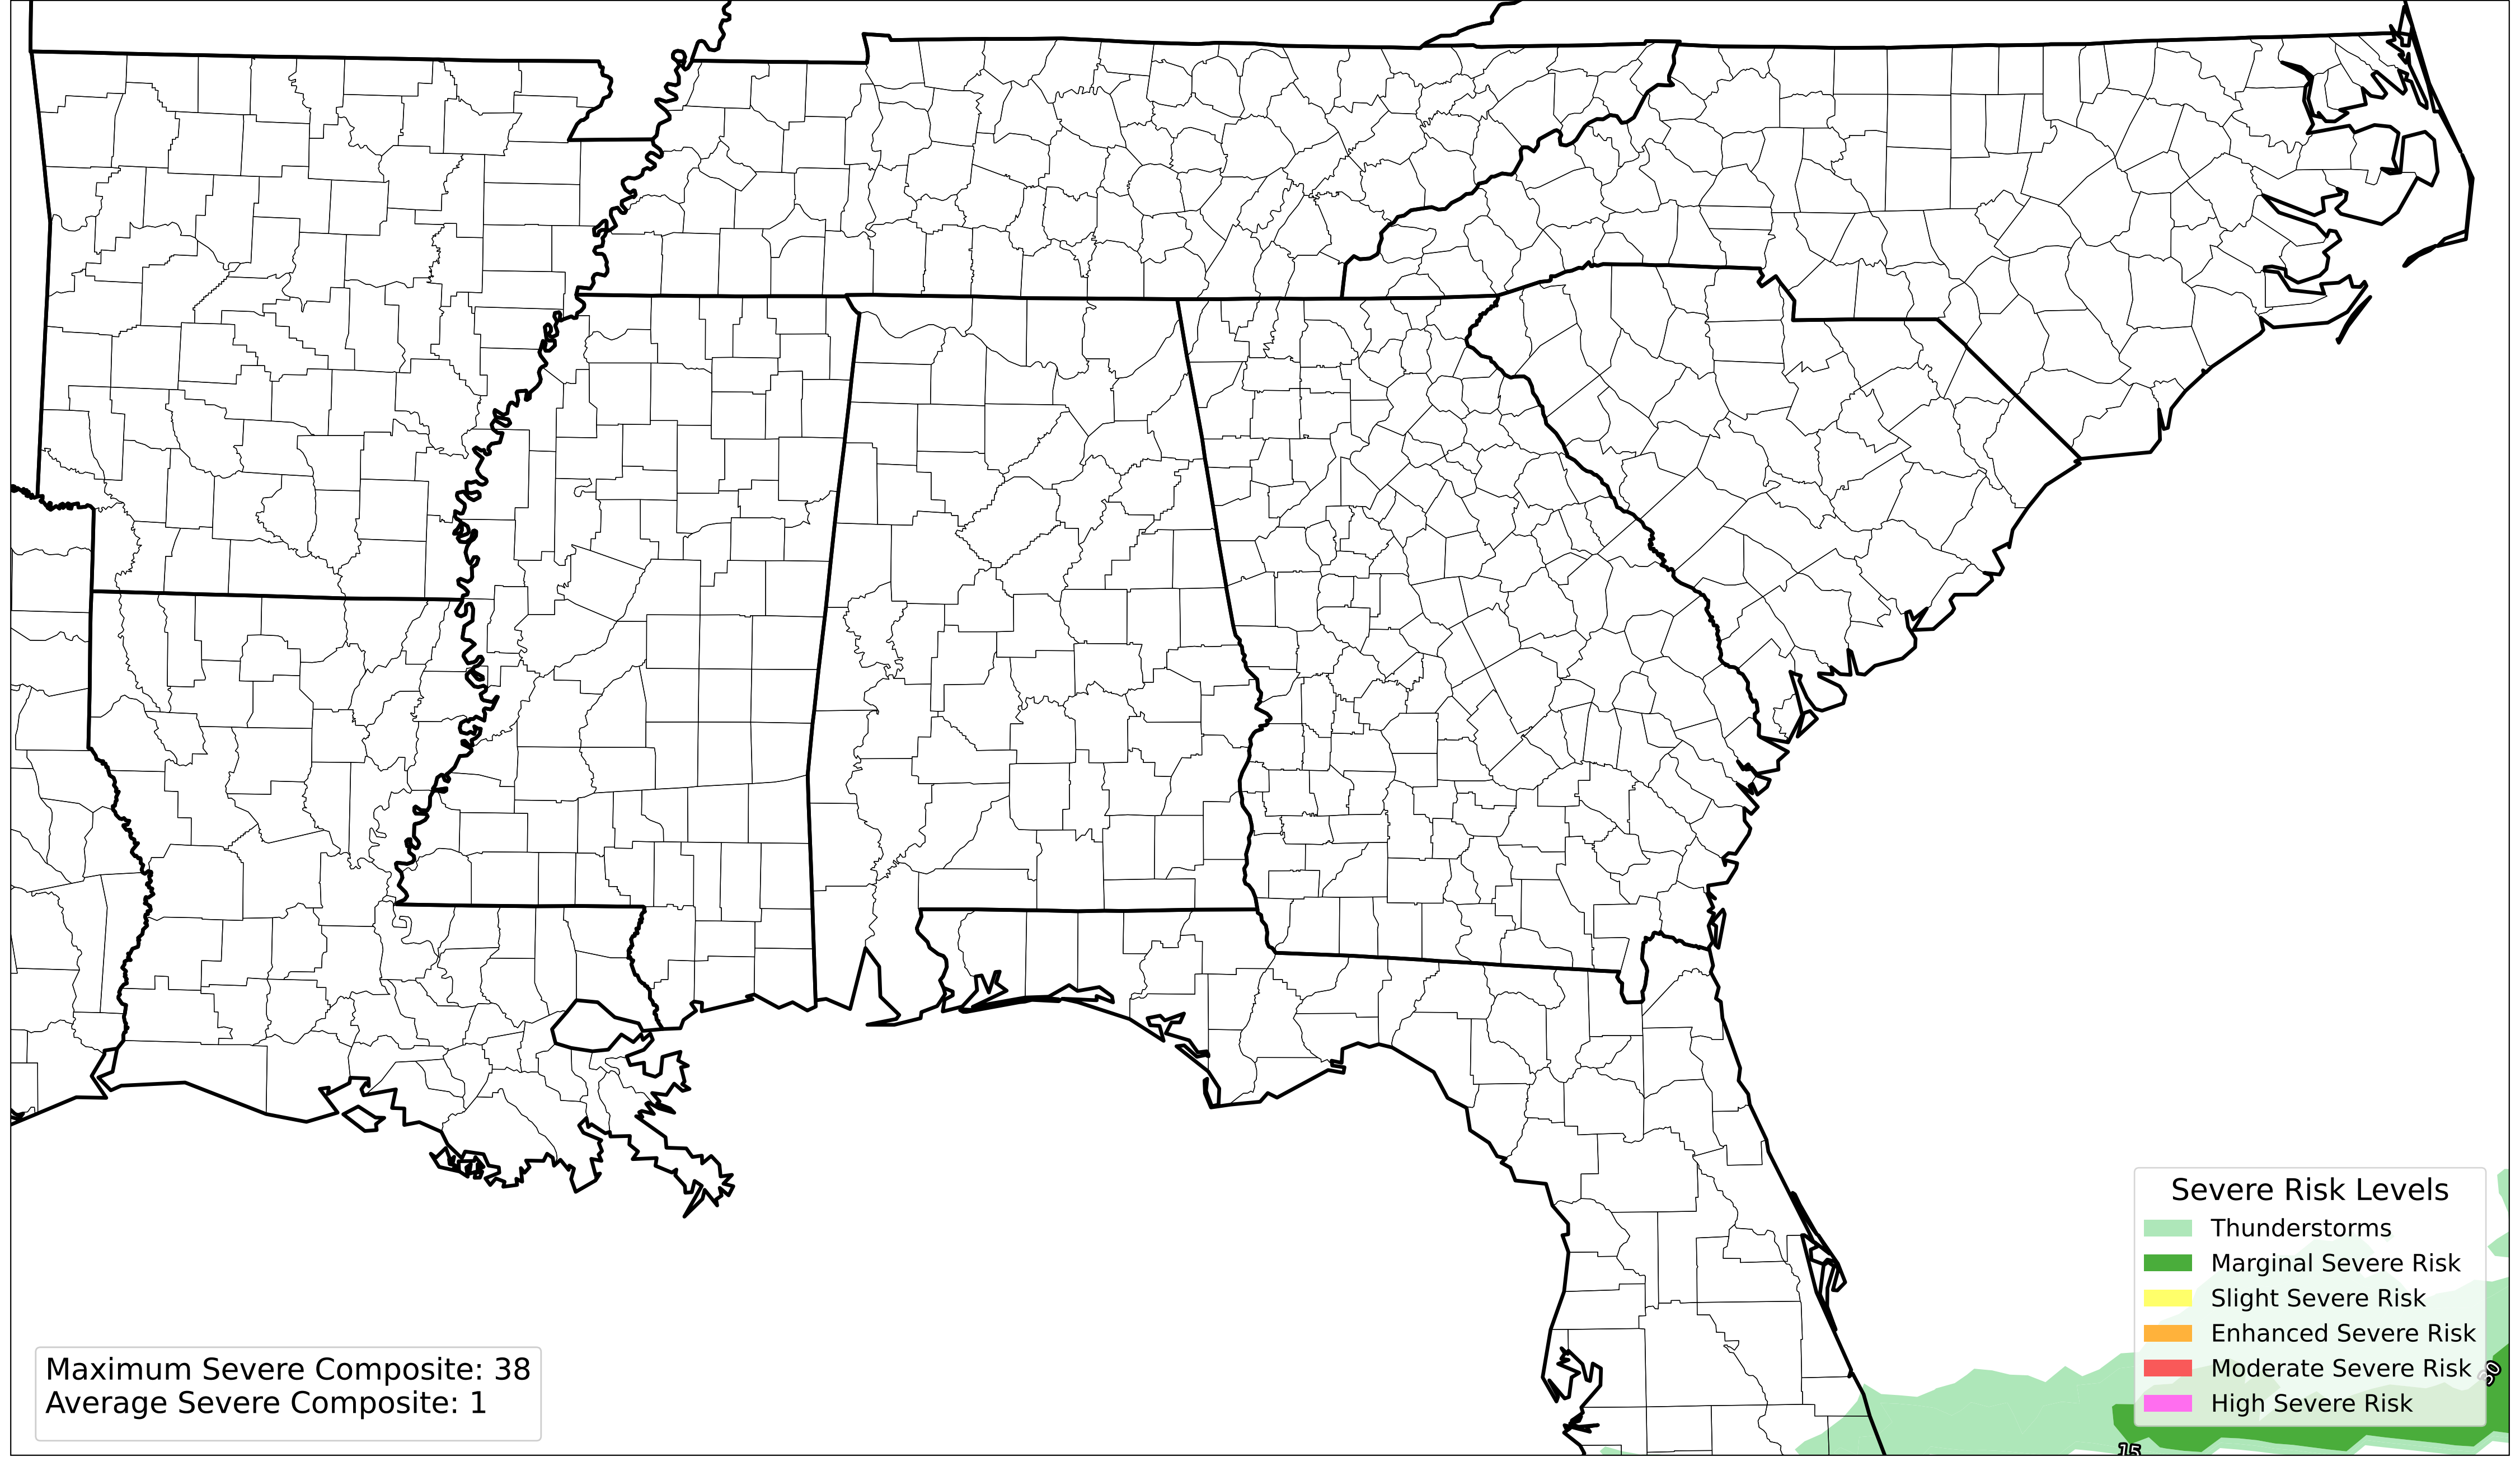 Severe Risk Levels
Thunderstorms
Marginal Severe Risk
Slight Severe Risk
Enhanced Severe Risk
Moderate Severe Risk
High Severe Risk
30
15
Maximum Severe Composite: 38
Average Severe Composite: 1